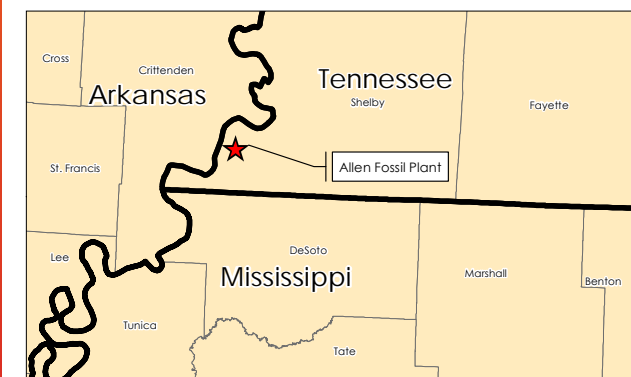 Cross
Crittenden
Tennessee
Arkansas
Shelby
Fayette
St. Francis
Allen Fossil Plant
DeSoto
Lee
Mississippi
Marshall
Benton
Tunica
Tate